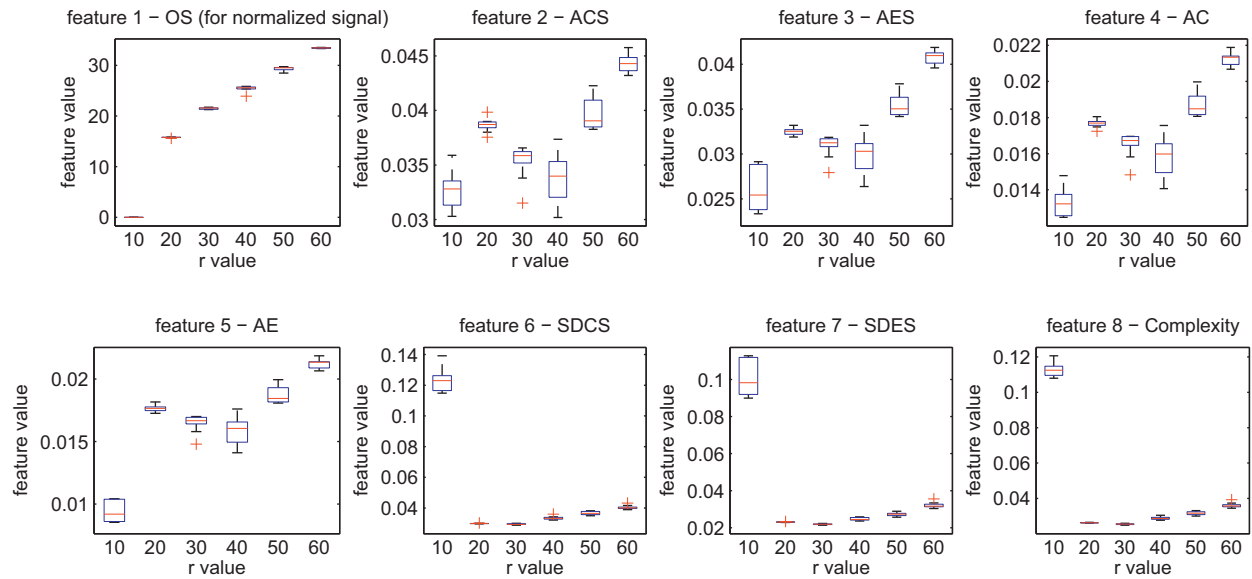 feature 1 − OS (for normalized signal)
feature value
30
20
10
0
10 20 30 40 50 60
r value
feature 2 − ACS
feature value
0.045
0.04
0.035
0.03
10 20 30 40 50 60
r value
feature 3 − AES
feature value
0.04
0.035
0.03
0.025
10 20 30 40 50 60
r value
feature 4 − AC
feature value
0.022
0.02
0.018
0.016
0.014
10 20 30 40 50 60
r value
feature 5 − AE
feature value
0.02
0.015
0.01
10 20 30 40 50 60
r value
feature 6 − SDCS
feature value
0.14
0.12
0.1
0.08
0.06
0.04
10 20 30 40 50 60
r value
feature 7 − SDES
feature value
0.1
0.08
0.06
0.04
0.02
10 20 30 40 50 60
r value
feature 8 − Complexity
feature value
0.12
0.1
0.08
0.06
0.04
10 20 30 40 50 60
r value